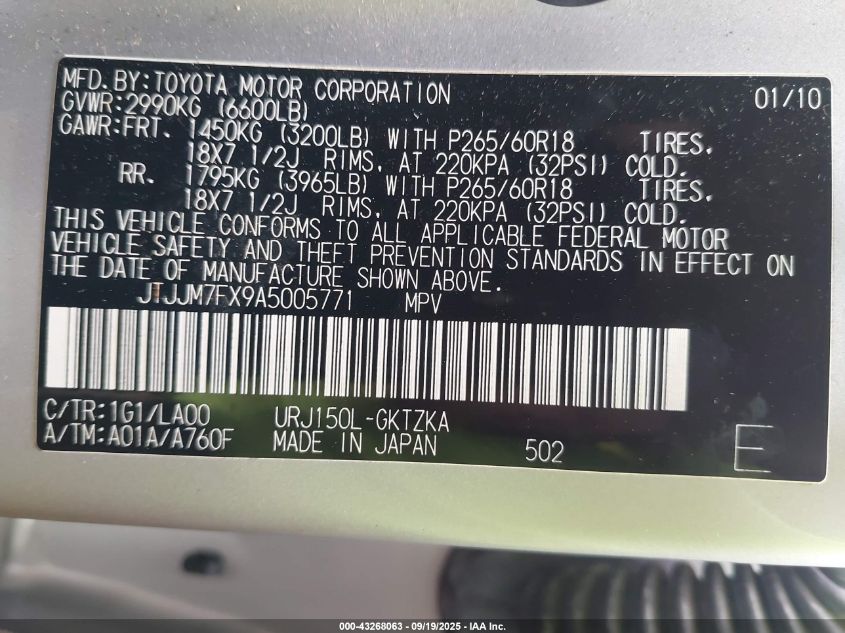 MFD. BY: TOYOTA MOTOR CORPORATION 01/10
GVWR: 2990KG (6600LB)
GAWR: FRT. 1450KG (3200LB) WITH P265/60R18 TIRES,
18X7 1/2J RIMS, AT 220KPA (32PSI) COLD.
RR. 1795KG (3965LB) WITH P265/60R18 TIRES,
18X7 1/2J RIMS, AT 220KPA (32PSI) COLD.
THIS VEHICLE CONFORMS TO ALL APPLICABLE FEDERAL MOTOR
VEHICLE SAFETY AND THEFT PREVENTION STANDARDS IN EFFECT ON
THE DATE OF MANUFACTURE SHOWN ABOVE.
JTJJM7FX9A5005771 MPV
C/TR: 1G1/LA00 URJ150L-GKTZKA
A/TM: A01A/A760F MADE IN JAPAN 502 E
000-43268063 - 09/19/2025 - IAA Inc.